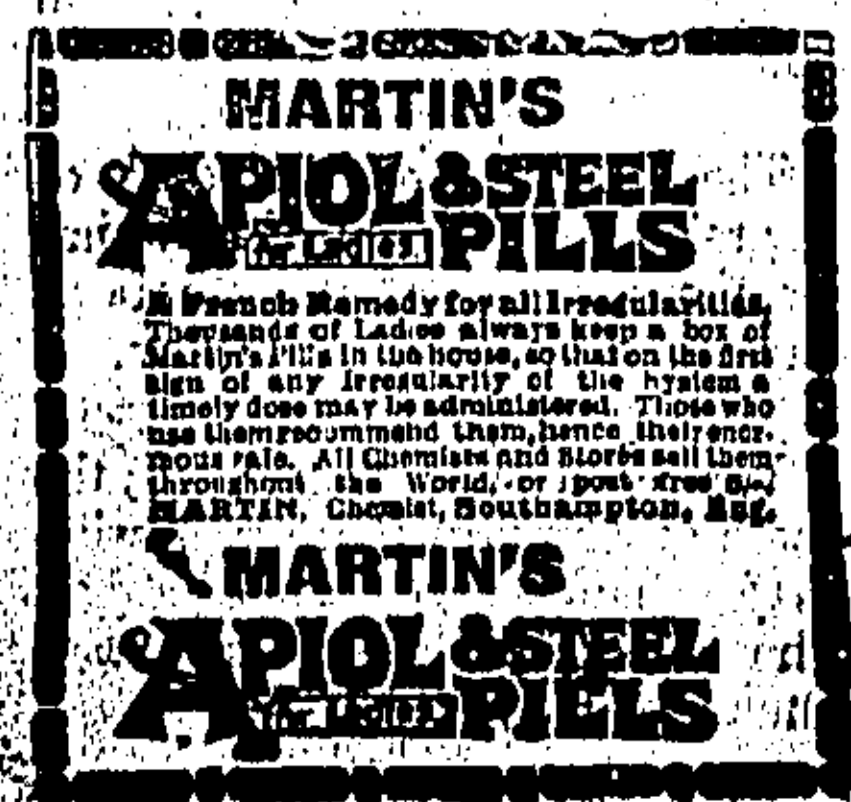 MARTIN'S
APIOL & STEEL
for Ladies. PILLS
A French Remedy for all Irregularities.
Thousands of Ladies always keep a box of
Martin's Pills in the house, so that on the first
sign of any Irregularity of the System a
timely dose may be administered. Those who
use them recommend them, hence their enor-
mous sale. All Chemists and Stores sell them
throughout the World, or post free
MARTIN, Chemist, Southampton, Eng.
MARTIN'S
APIOL & STEEL
for Ladies. PILLS